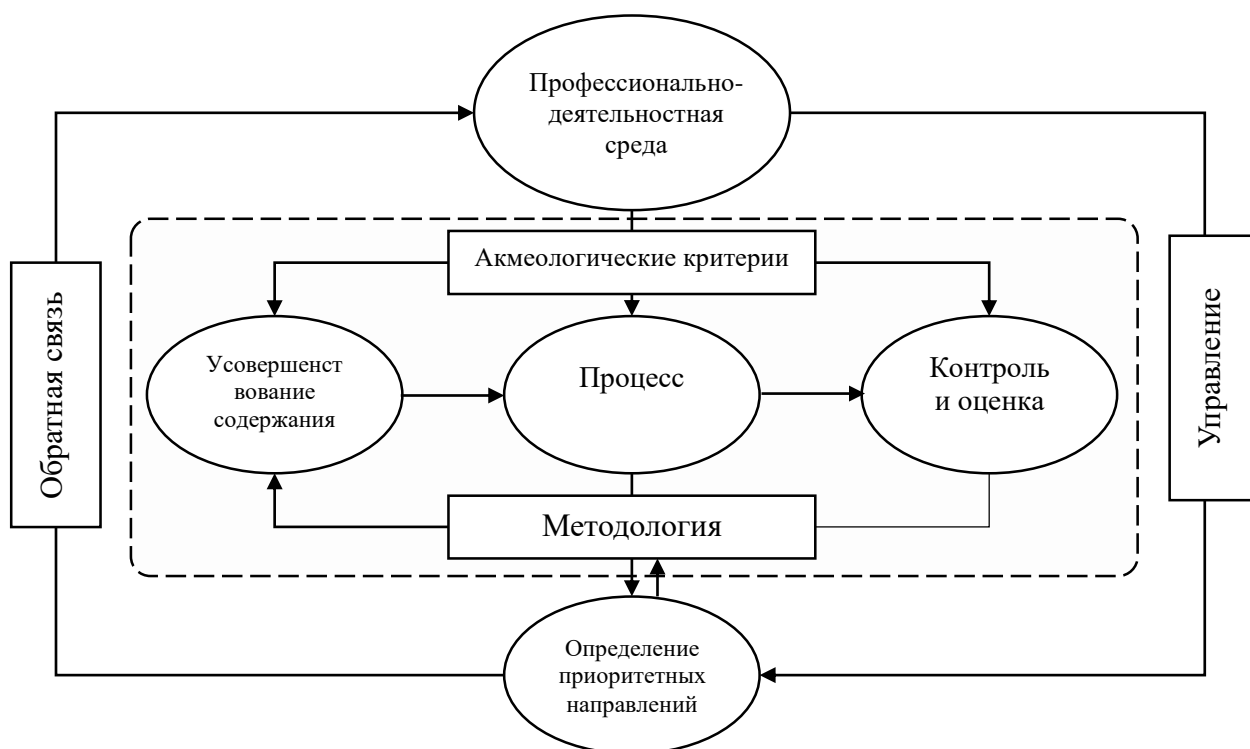 Профессионально-
деятельностная
среда
Акмеологические критерии
Обратная связь
Усовершенст
вование
содержания
Процесс
Контроль
и оценка
Управление
Методология
Определение
приоритетных
направлений